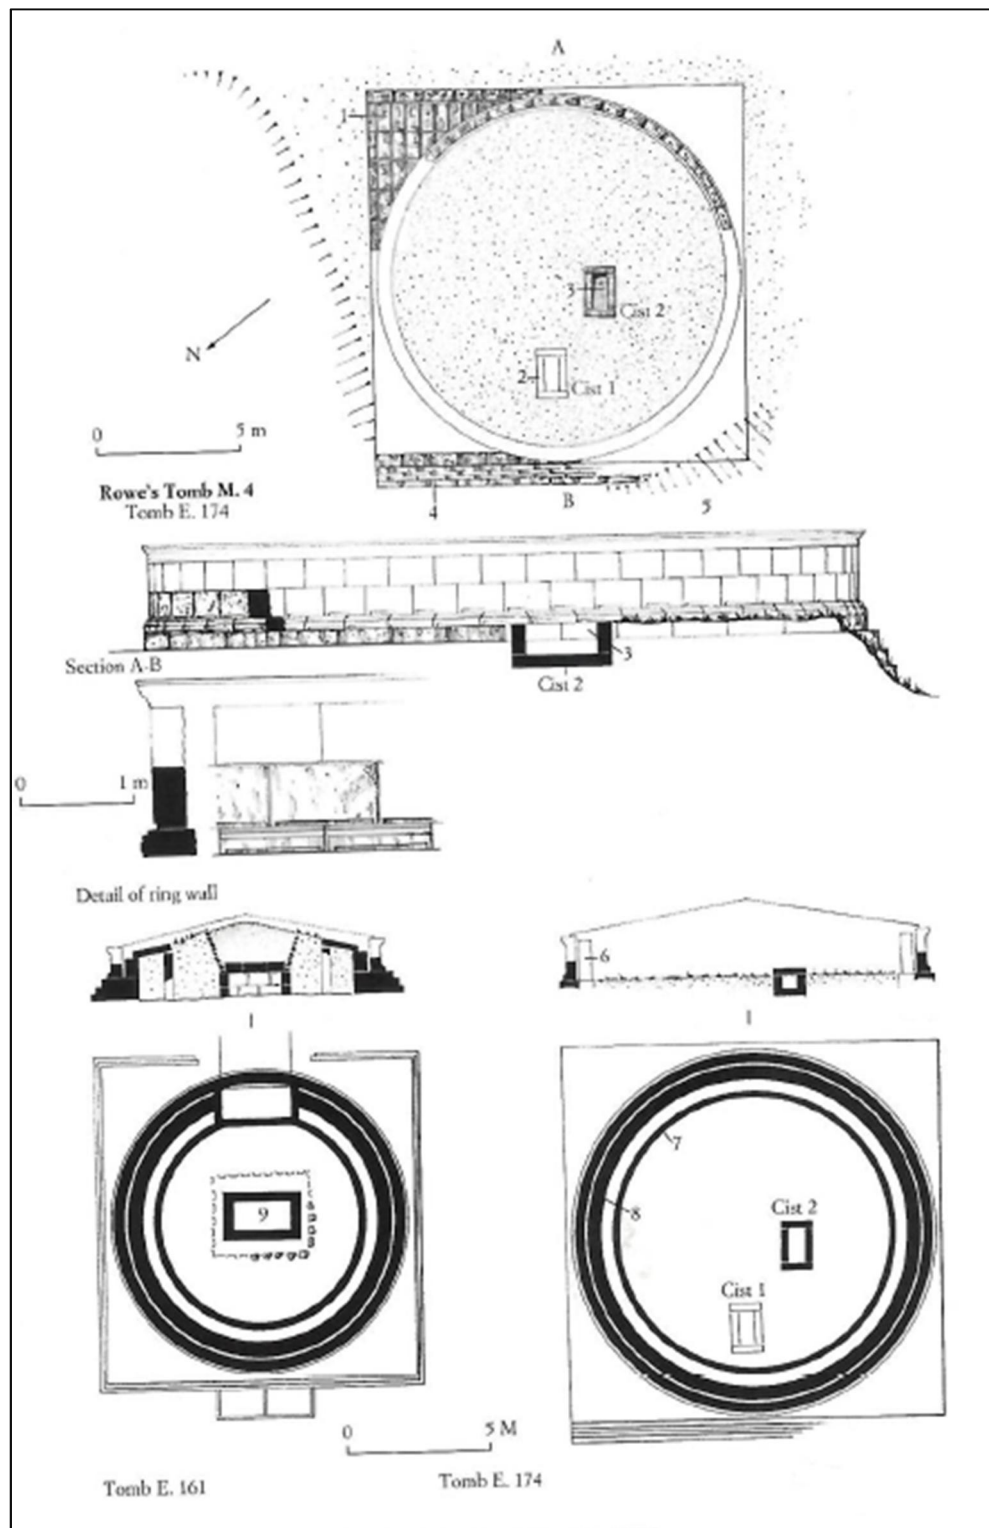 A
1
3
Cist 2
N
2
Cist 1
0 5 m
Rowe's Tomb M. 4
Tomb E. 174
4
B
5
Section A-B
3
Cist 2
0 1 m
Detail of ring wall
6
1
1
7
8
Cist 2
9
Cist 1
0 5 M
Tomb E. 161
Tomb E. 174